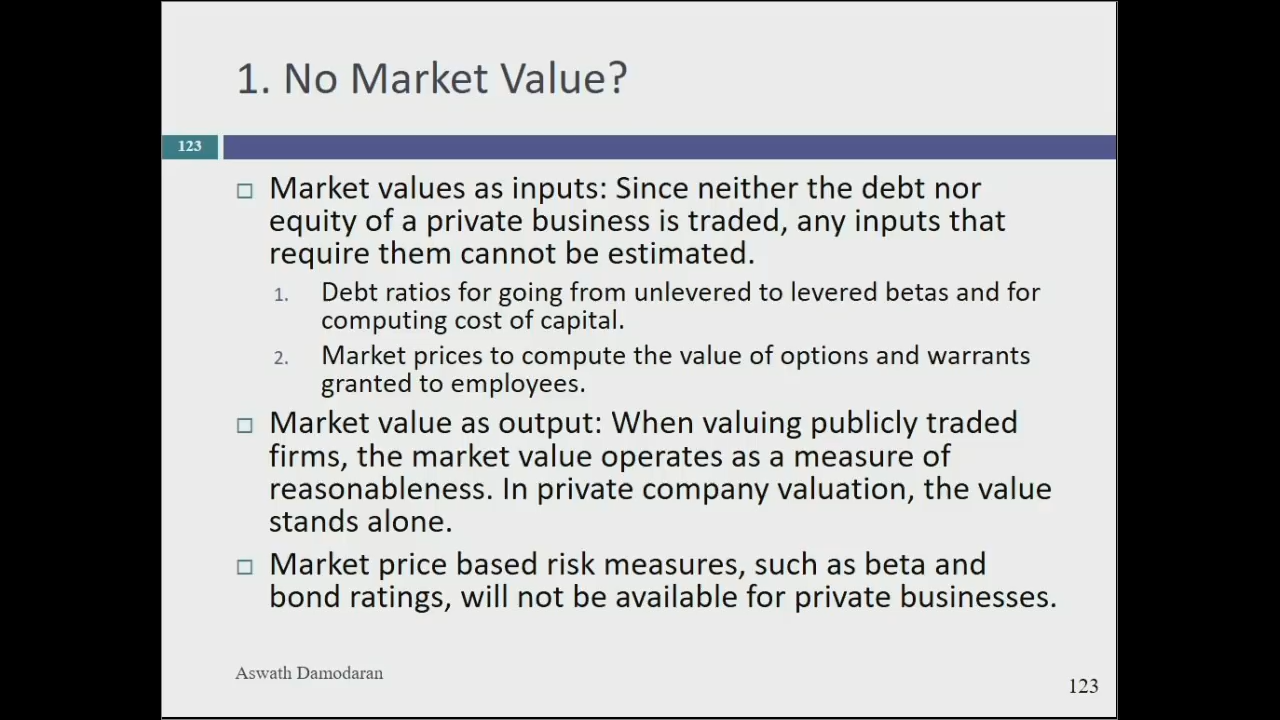 1. No Market Value?
123
Market values as inputs: Since neither the debt nor
equity of a private business is traded, any inputs that
require them cannot be estimated.
1. Debt ratios for going from unlevered to levered betas and for
computing cost of capital.
2. Market prices to compute the value of options and warrants
granted to employees.
Market value as output: When valuing publicly traded
firms, the market value operates as a measure of
reasonableness. In private company valuation, the value
stands alone.
Market price based risk measures, such as beta and
bond ratings, will not be available for private businesses.
Aswath Damodaran
123